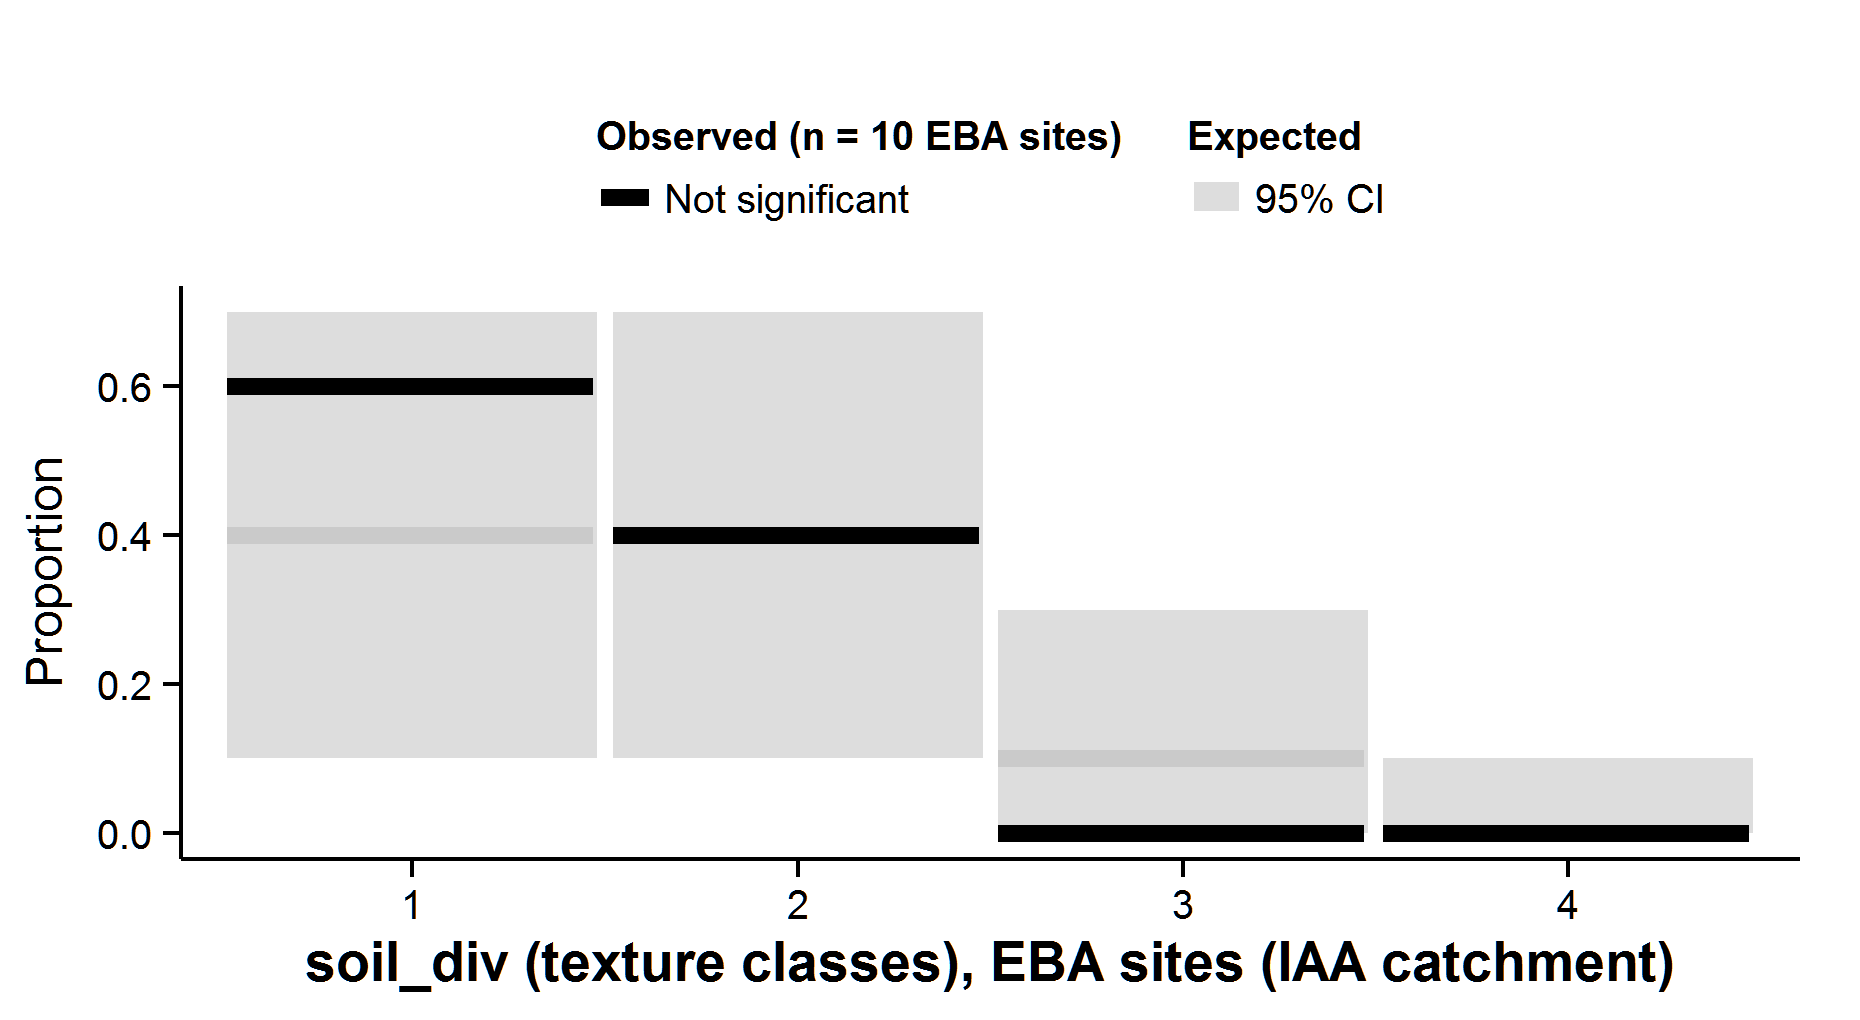 Observed (n = 10 EBA sites) Expected
Not significant 95% CI
Proportion
0.6
0.4
0.2
0.0
1 2 3 4
soil_div (texture classes), EBA sites (IAA catchment)